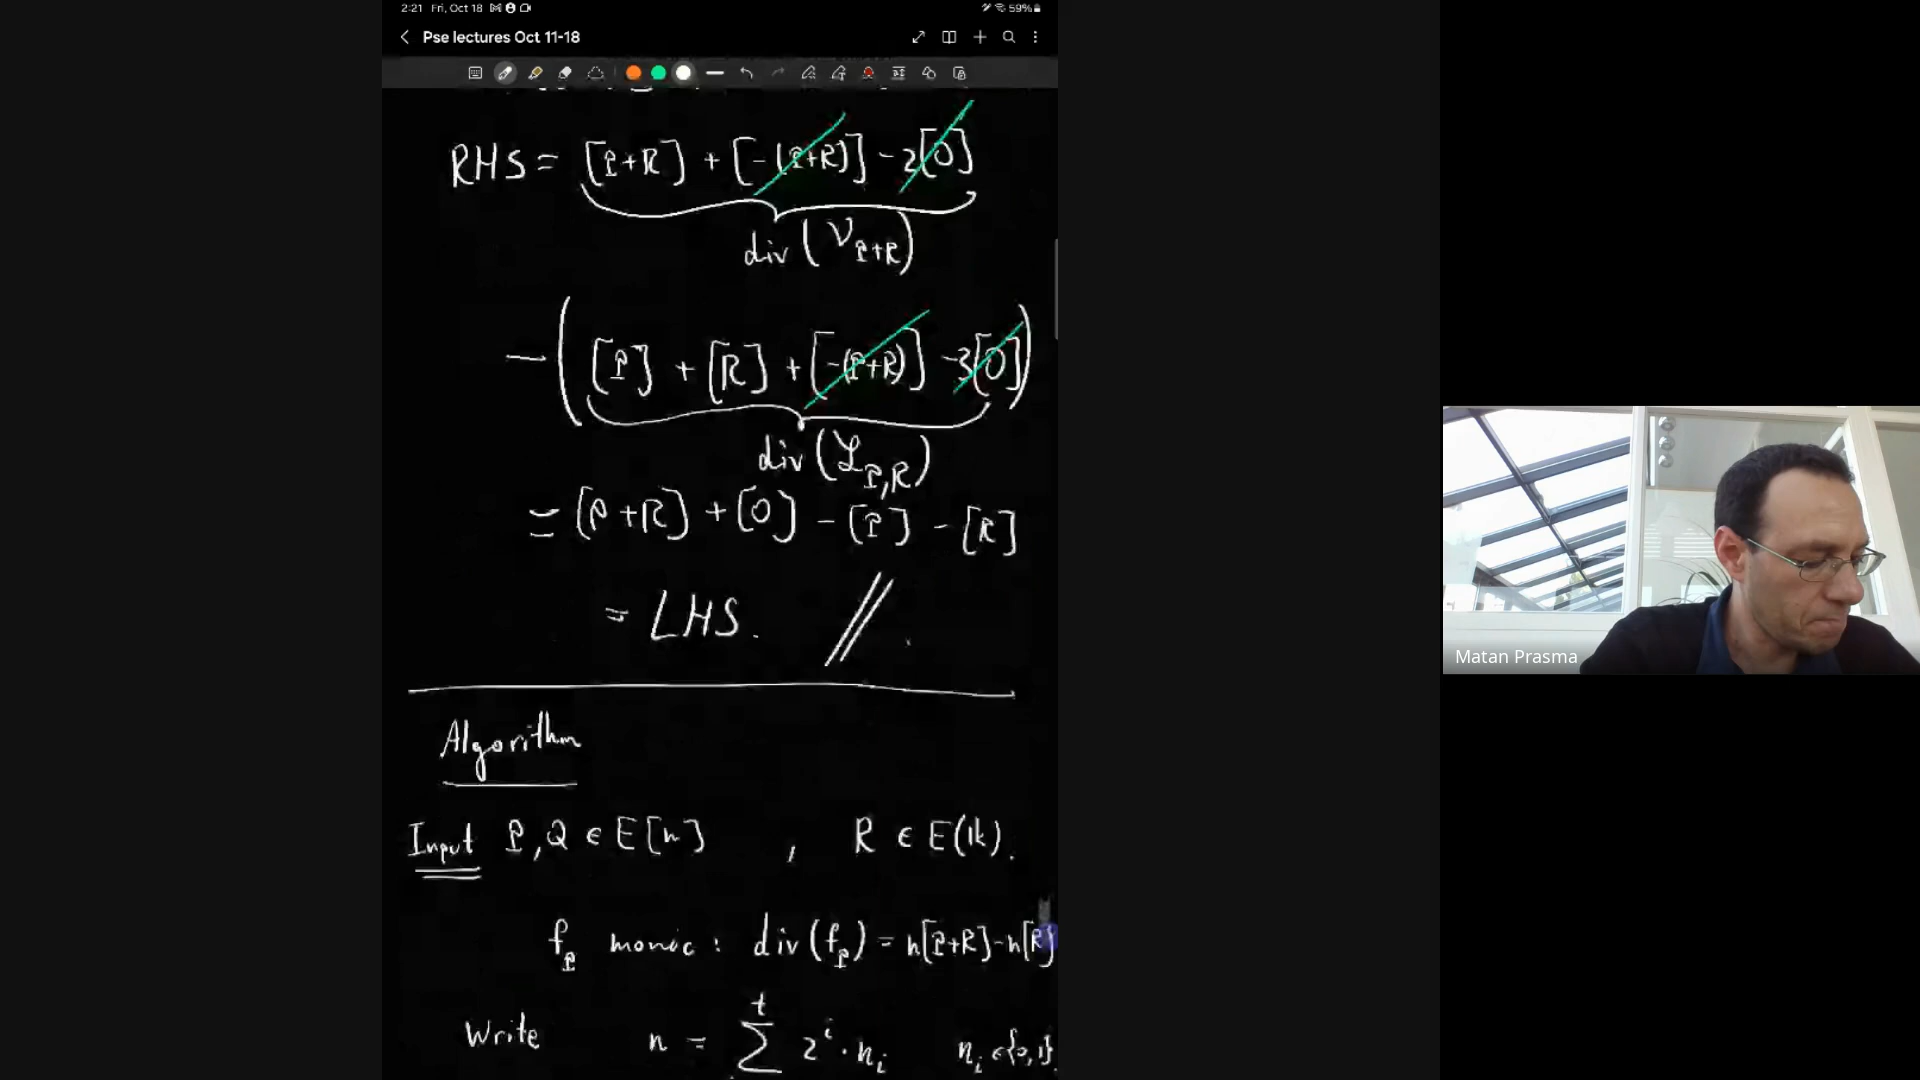 2:21 Fri, Oct 18
59%
Pse lectures Oct 11-18
RHS = [P+R] + [-(P+R)] - 2[O]
div(V_{P+R})
- ([P] + [R] + [-(P+R)] - 3[O])
div(ℒ_{P,R})
= [P+R] + [O] - [P] - [R]
= LHS. //
Algorithm
Input P, Q ∈ E[n] , R ∈ E(𝕜).
f_P monic : div(f_P) = n[P+R] - n[R]
Write n = Σ^t 2^i · n_i n_i ∈ {0,1}
Matan Prasma